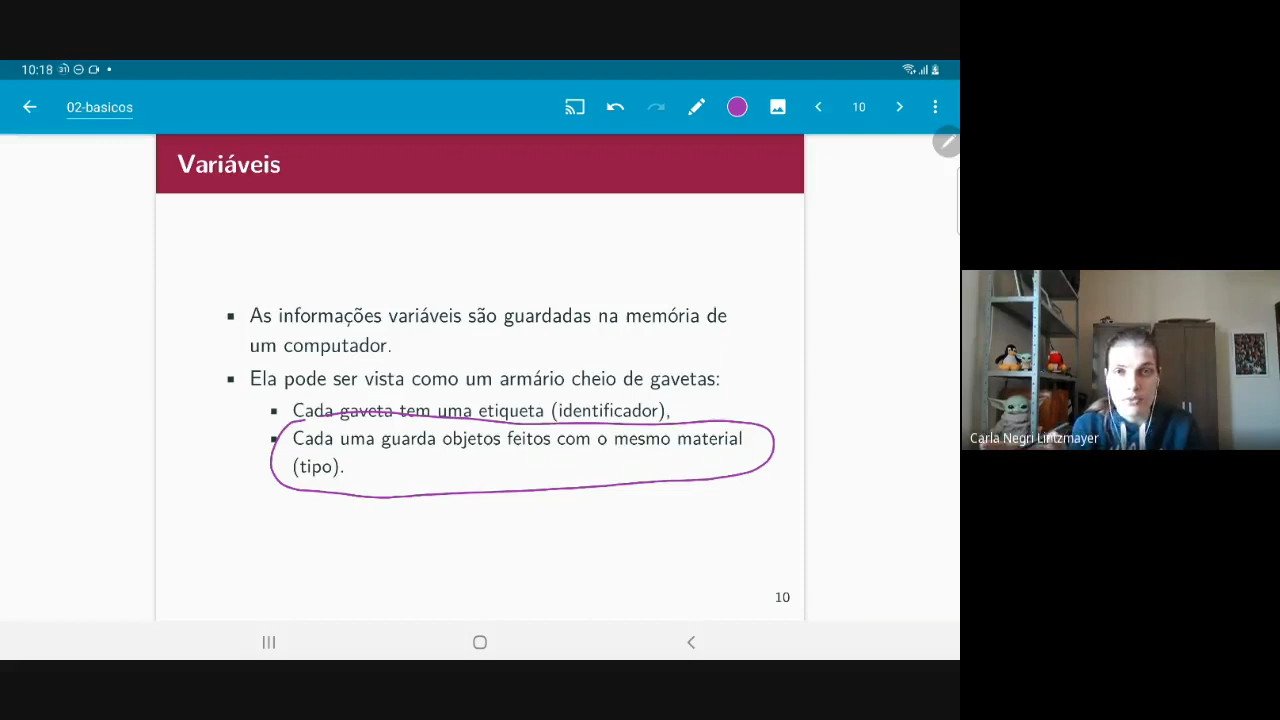 10:18
02-basicos
10
Variáveis
▪ As informações variáveis são guardadas na memória de
um computador.
▪ Ela pode ser vista como um armário cheio de gavetas:
▪ Cada gaveta tem uma etiqueta (identificador),
▪ Cada uma guarda objetos feitos com o mesmo material
(tipo).
10
Carla Negri Lintzmayer